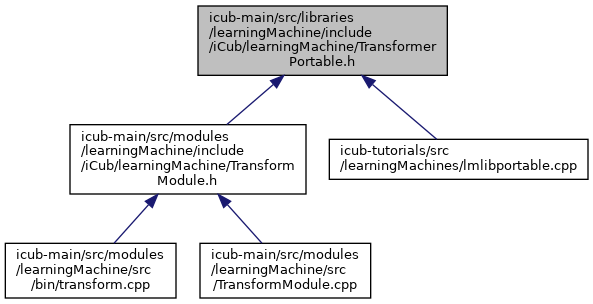 icub-main/src/libraries
/learningMachine/include
/iCub/learningMachine/Transformer
Portable.h
icub-main/src/modules
/learningMachine/include
/iCub/learningMachine/Transform
Module.h
icub-tutorials/src
/learningMachines/lmlibportable.cpp
icub-main/src/modules
/learningMachine/src
/bin/transform.cpp
icub-main/src/modules
/learningMachine/src
/TransformModule.cpp